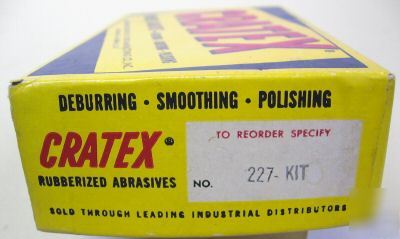 CRATEX
DEBURRING • SMOOTHING • POLISHING
CRATEX®
TO REORDER SPECIFY
RUBBERIZED ABRASIVES
NO. 227-KIT
SOLD THROUGH LEADING INDUSTRIAL DISTRIBUTORS